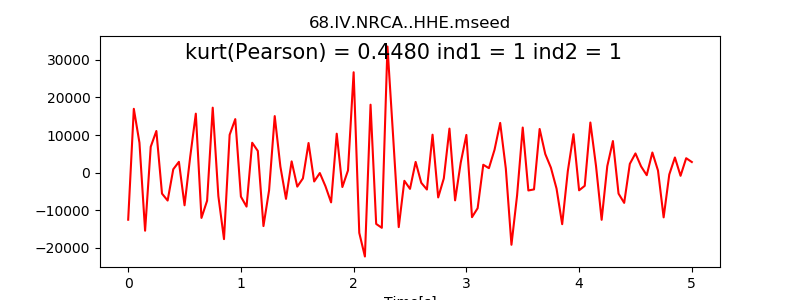 68.IV.NRCA..HHE.mseed
kurt(Pearson) = 0.4480 ind1 = 1 ind2 = 1
30000
20000
10000
0
−10000
−20000
0 1 2 3 4 5
Time[s]